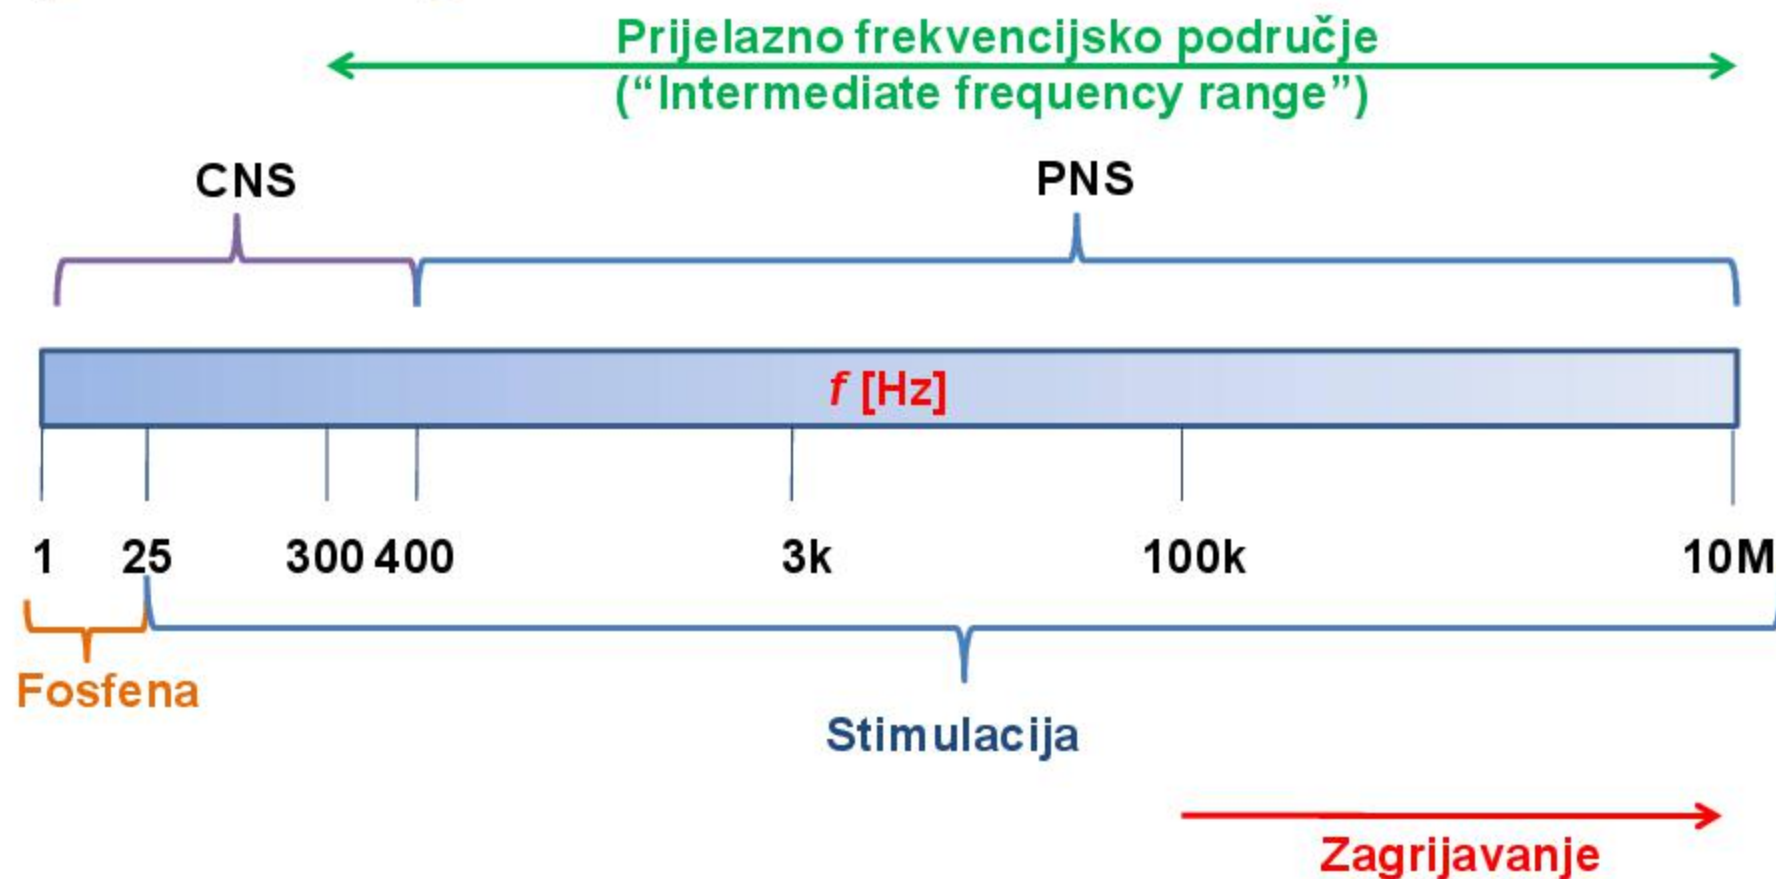 Prijelazno frekvencijsko područje
(“Intermediate frequency range”)
CNS
PNS
f [Hz]
1 25 300 400 3k 100k 10M
Fosfena
Stimulacija
Zagrijavanje